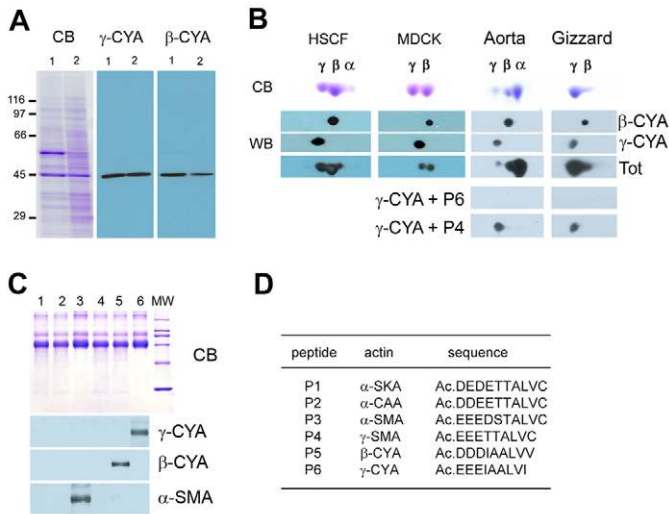 A
CB γ-CYA β-CYA
1 2 1 2 1 2
116
97
66
45
29
B
HSCF MDCK Aorta Gizzard
γ β α γ β γ β α γ β
CB
β-CYA
WB γ-CYA
Tot
γ-CYA + P6
γ-CYA + P4
C
1 2 3 4 5 6 MW
CB
γ-CYA
β-CYA
α-SMA
D
peptide actin sequence
P1 α-SKA Ac.DEDETTALVC
P2 α-CAA Ac.DDEETTALVC
P3 α-SMA Ac.EEEDSTALVC
P4 γ-SMA Ac.EEETTALVC
P5 β-CYA Ac.DDDIAALVV
P6 γ-CYA Ac.EEEIAALVI